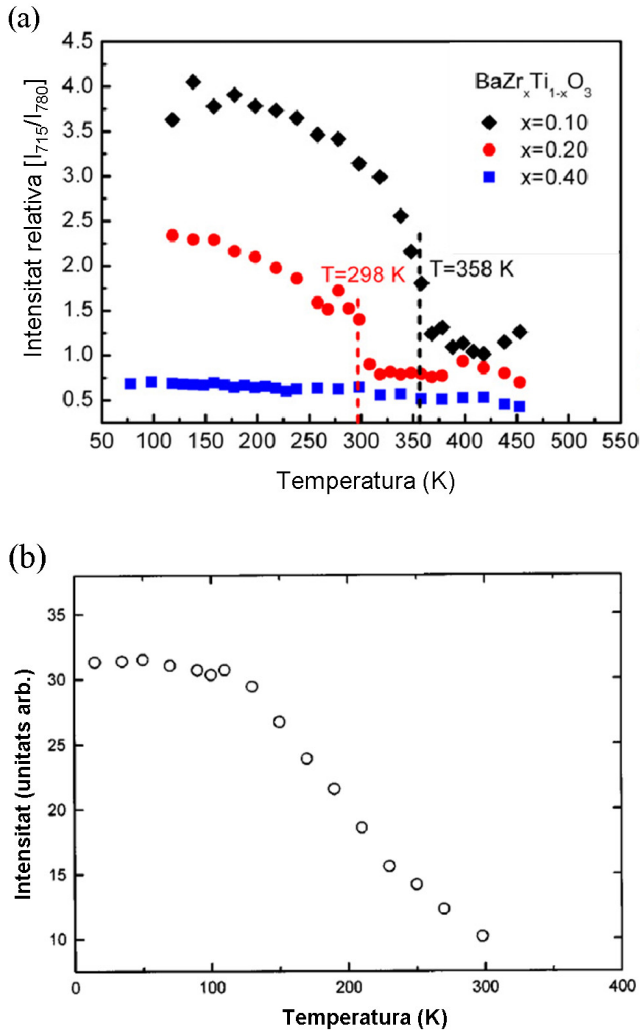 (a)
4.5
4.0
3.5
3.0
2.5
2.0
1.5
1.0
0.5
Intensitat relativa [I₇₁₅/I₇₈₀]
BaZrₓTi₁₋ₓO₃
x=0.10
x=0.20
x=0.40
T=298 K
T=358 K
50 100 150 200 250 300 350 400 450 500 550
Temperatura (K)
(b)
35
30
25
20
15
10
Intensitat (unitats arb.)
0 100 200 300 400
Temperatura (K)